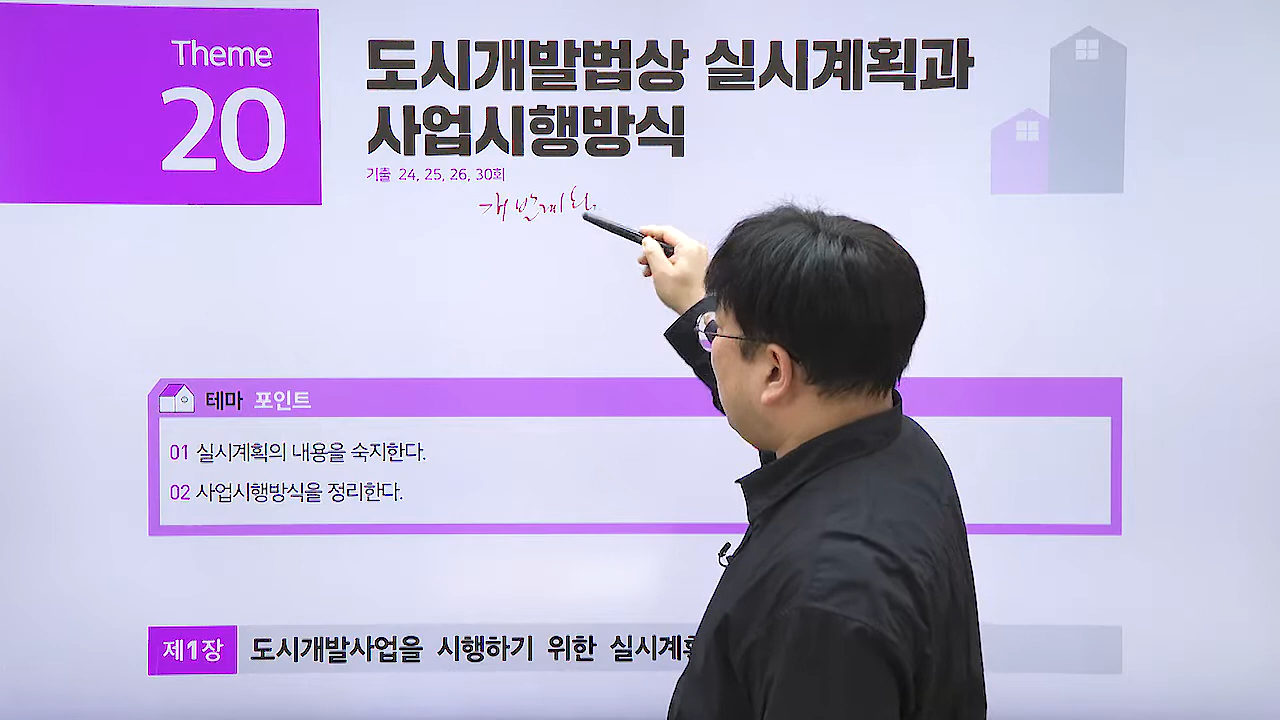 Theme
20
도시개발법상 실시계획과
사업시행방식
기출 24, 25, 26, 30회
개발계획
테마 포인트
01 실시계획의 내용을 숙지한다.
02 사업시행방식을 정리한다.
제1장 도시개발사업을 시행하기 위한 실시계획